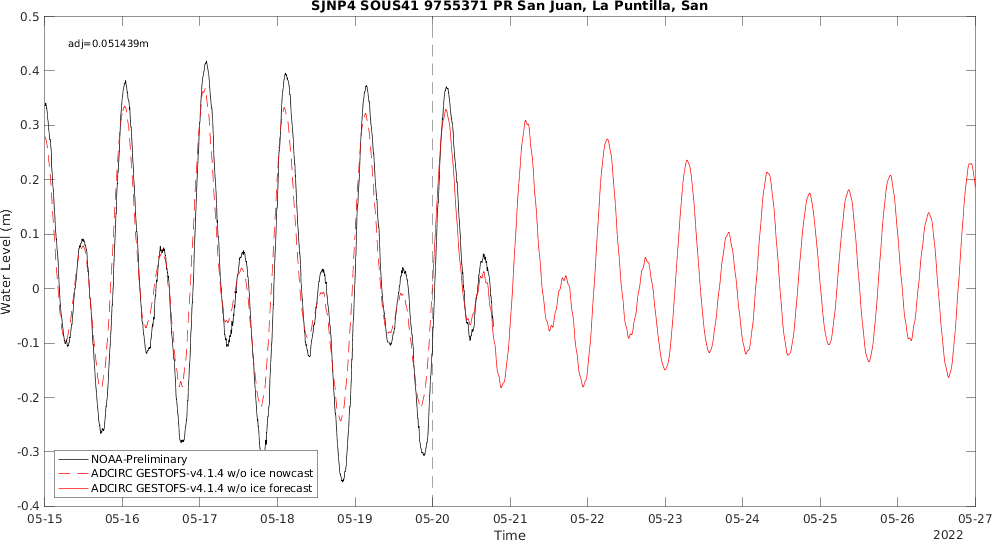 SJNP4 SOUS41 9755371 PR San Juan, La Puntilla, San
adj=0.051439m
0.5
0.4
0.3
0.2
0.1
0
-0.1
-0.2
-0.3
-0.4
Water Level (m)
NOAA-Preliminary
ADCIRC GESTOFS-v4.1.4 w/o ice nowcast
ADCIRC GESTOFS-v4.1.4 w/o ice forecast
05-15 05-16 05-17 05-18 05-19 05-20 05-21 05-22 05-23 05-24 05-25 05-26 05-27
Time
2022